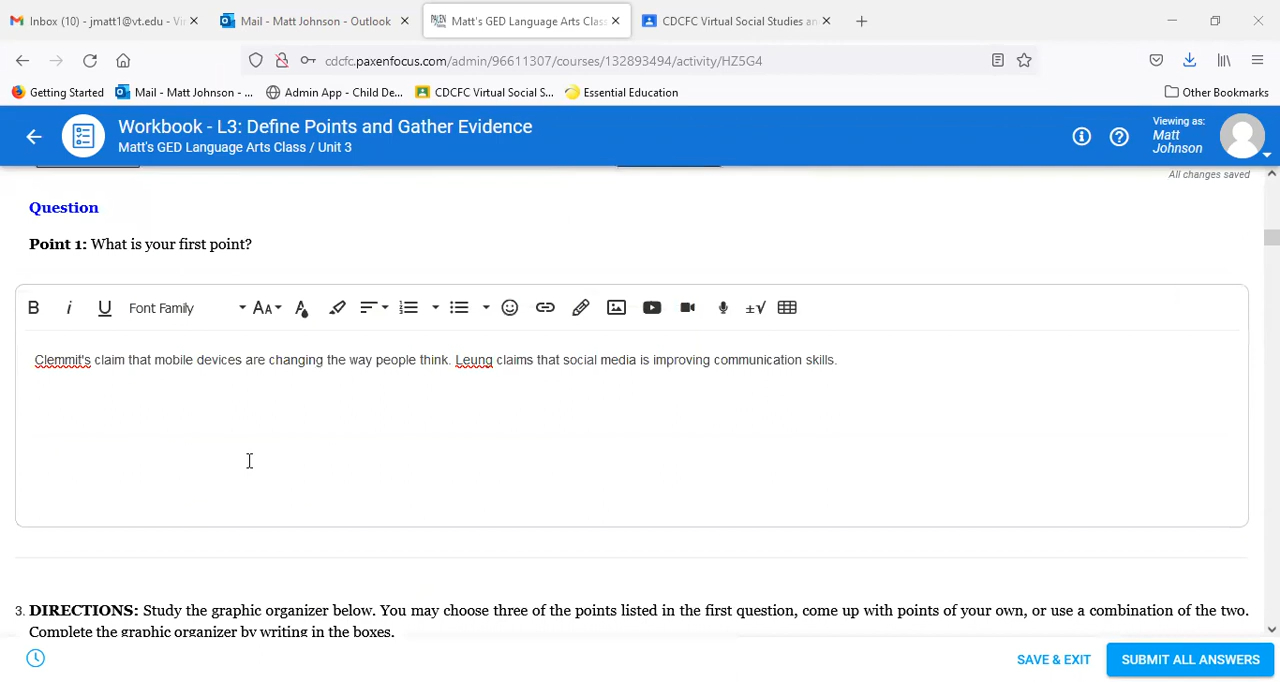 Inbox (10) - jmatt1@vt.edu - Vi
Mail - Matt Johnson - Outlook
PAXEN
Matt's GED Language Arts Clas
CDCFC Virtual Social Studies an
cdcfc.paxenfocus.com/admin/96611307/courses/132893494/activity/HZ5G4
Getting Started
Mail - Matt Johnson - ...
Admin App - Child De...
CDCFC Virtual Social S...
Essential Education
Other Bookmarks
Workbook - L3: Define Points and Gather Evidence
Matt's GED Language Arts Class / Unit 3
Viewing as:
Matt
Johnson
All changes saved
Question
Point 1: What is your first point?
B i U Font Family AA A ±√
Clemmit's claim that mobile devices are changing the way people think. Leung claims that social media is improving communication skills.
3. DIRECTIONS: Study the graphic organizer below. You may choose three of the points listed in the first question, come up with points of your own, or use a combination of the two.
Complete the graphic organizer by writing in the boxes.
SAVE & EXIT
SUBMIT ALL ANSWERS